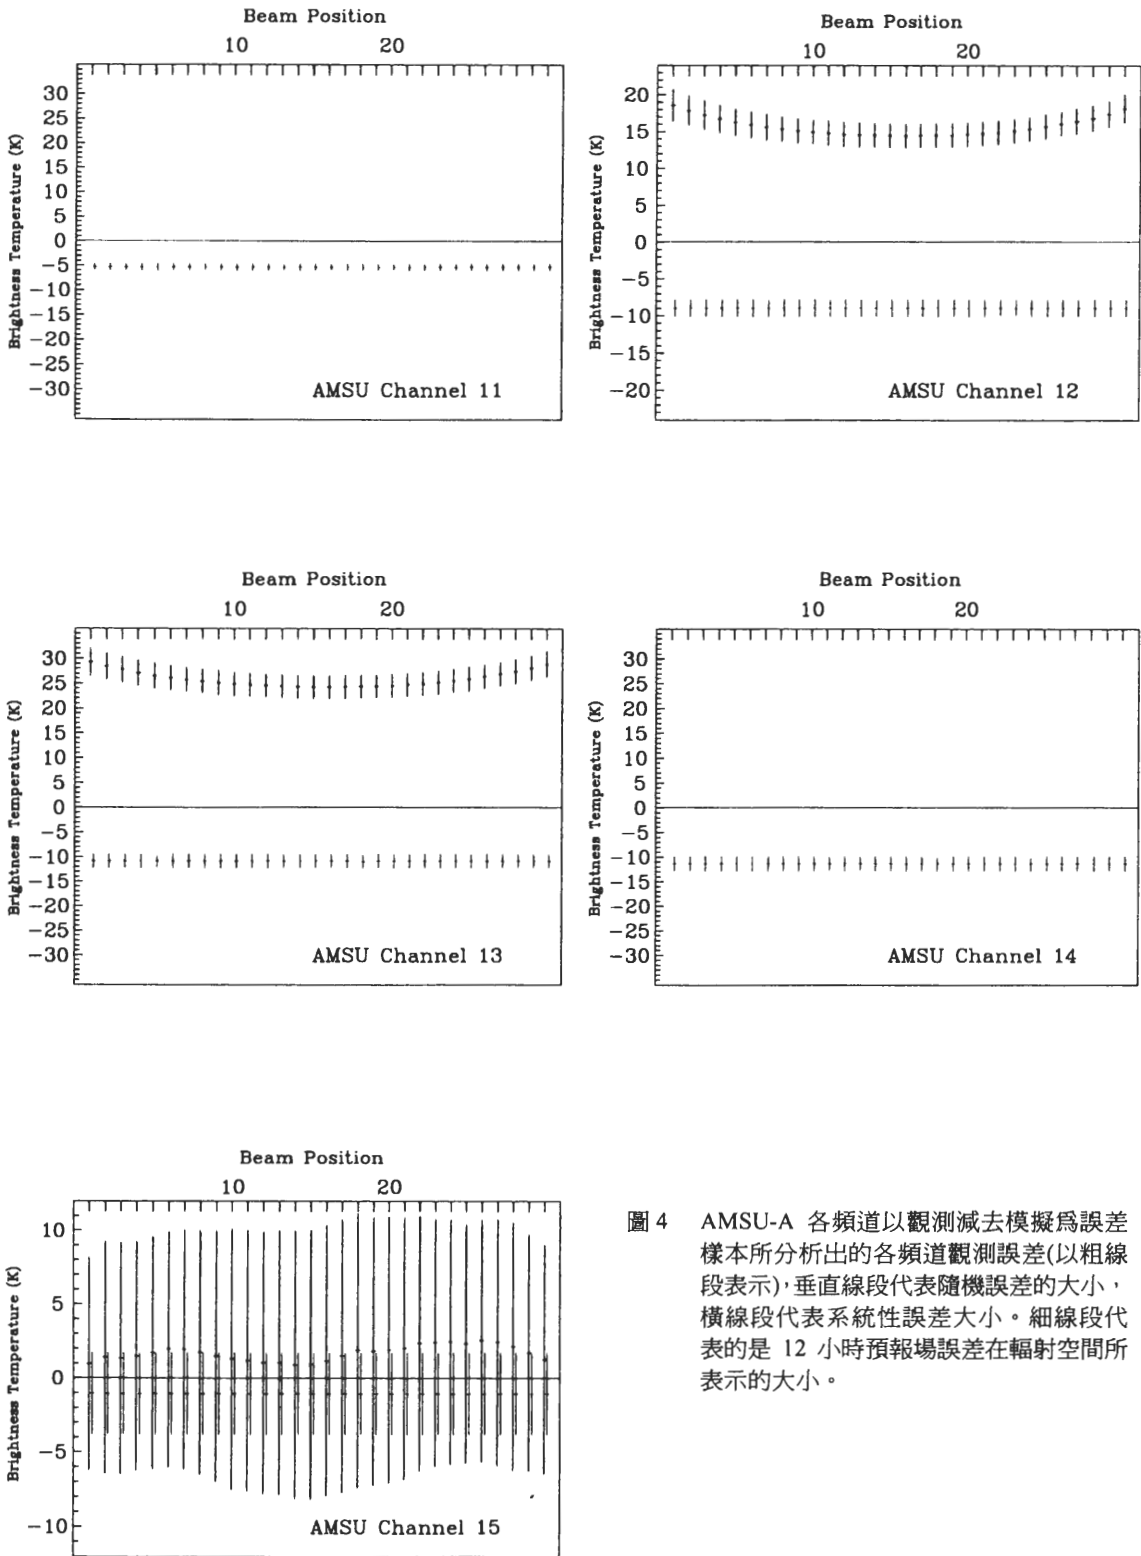 Beam Position
10 20
30
25
20
15
10
5
0
−5
−10
−15
−20
−25
−30
Brightness Temperature (K)
AMSU Channel 11
Beam Position
10 20
20
15
10
5
0
−5
−10
−15
−20
Brightness Temperature (K)
AMSU Channel 12
Beam Position
10 20
30
25
20
15
10
5
0
−5
−10
−15
−20
−25
−30
Brightness Temperature (K)
AMSU Channel 13
Beam Position
10 20
30
25
20
15
10
5
0
−5
−10
−15
−20
−25
−30
Brightness Temperature (K)
AMSU Channel 14
Beam Position
10 20
10
5
0
−5
−10
Brightness Temperature (K)
AMSU Channel 15
圖 4 AMSU-A 各頻道以觀測減去模擬爲誤差
樣本所分析出的各頻道觀測誤差(以粗線
段表示),垂直線段代表隨機誤差的大小,
橫線段代表系統性誤差大小。細線段代
表的是 12 小時預報場誤差在輻射空間所
表示的大小。